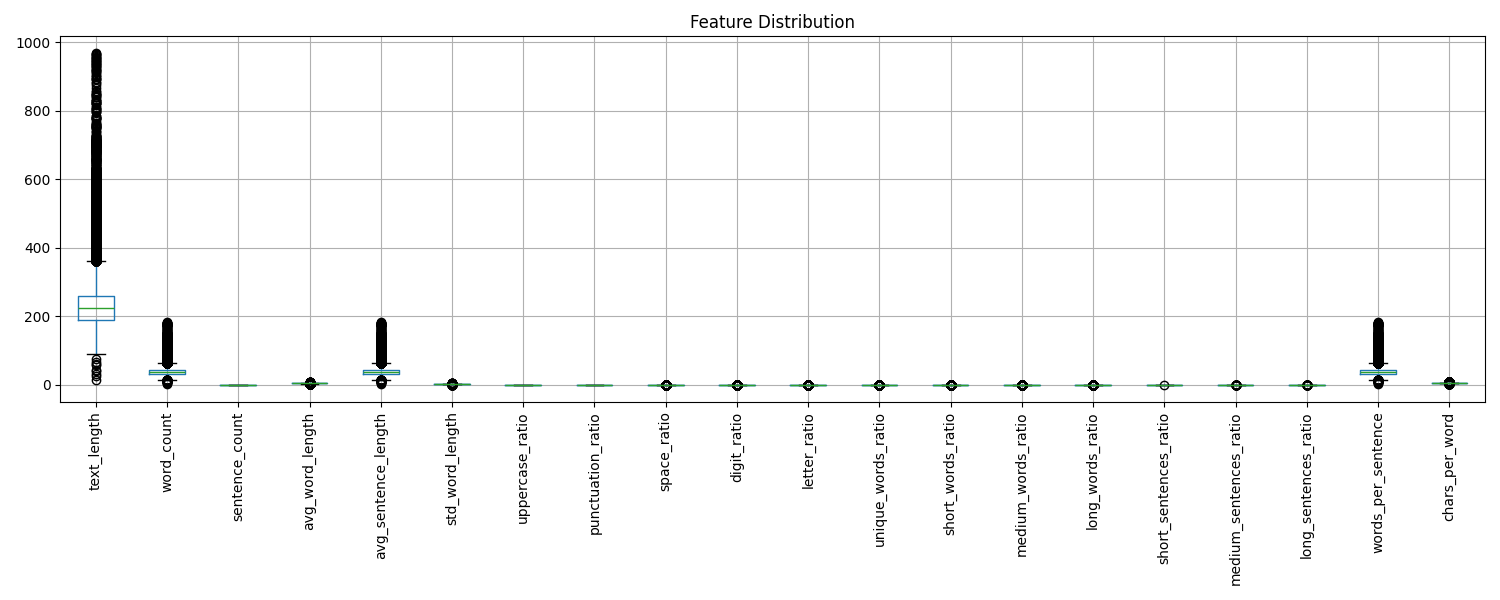 Feature Distribution
1000
800
600
400
200
0
text_length
word_count
sentence_count
avg_word_length
avg_sentence_length
std_word_length
uppercase_ratio
punctuation_ratio
space_ratio
digit_ratio
letter_ratio
unique_words_ratio
short_words_ratio
medium_words_ratio
long_words_ratio
short_sentences_ratio
medium_sentences_ratio
long_sentences_ratio
words_per_sentence
chars_per_word